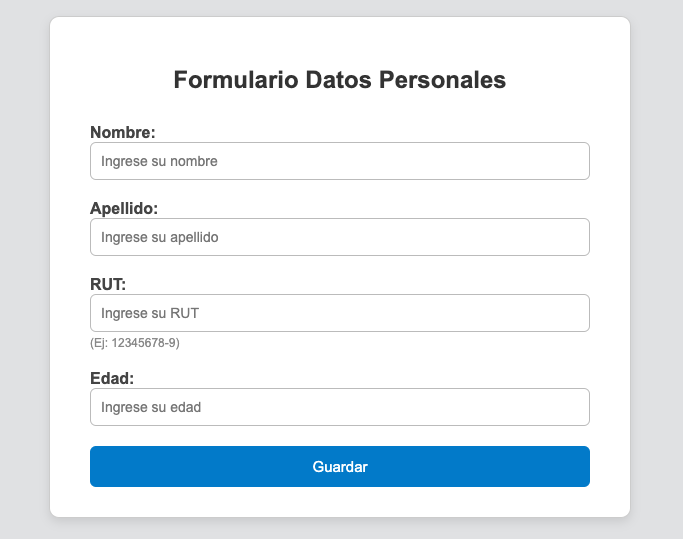 Formulario Datos Personales
Nombre:
Ingrese su nombre
Apellido:
Ingrese su apellido
RUT:
Ingrese su RUT
(Ej: 12345678-9)
Edad:
Ingrese su edad
Guardar